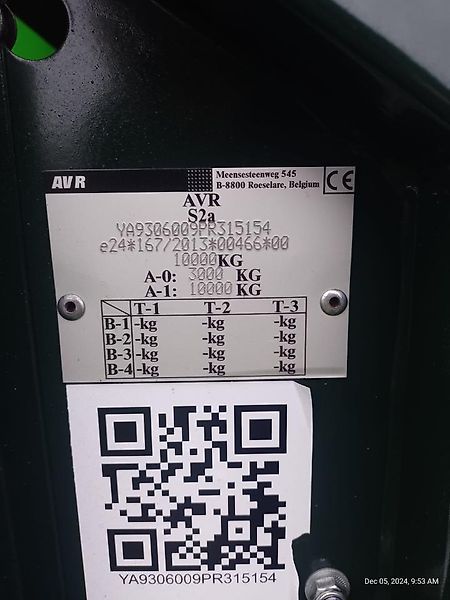 AVR
Meensesteenweg 545
B-8800 Roeselare, Belgium
CE
AVR
S2a
YA9306009PR315154
e24*167/2013*00466*00
10000KG
A-0: 3000 KG
A-1: 10000 KG
T-1 T-2 T-3
B-1 -kg -kg -kg
B-2 -kg -kg -kg
B-3 -kg -kg -kg
B-4 -kg -kg -kg
YA9306009PR315154
Dec 05, 2024, 9:53 AM